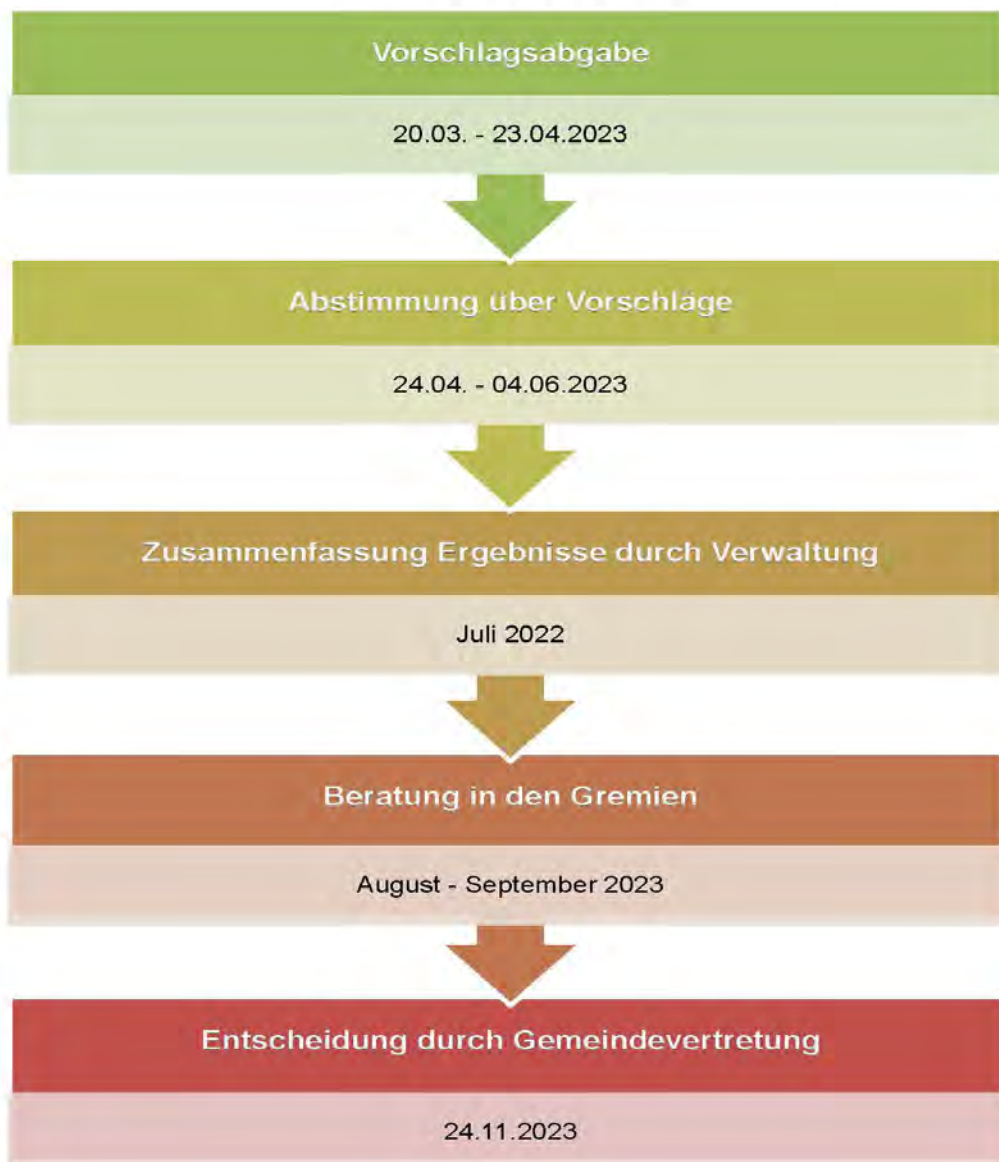 Vorschlagsabgabe
20.03. - 23.04.2023
Abstimmung über Vorschläge
24.04. - 04.06.2023
Zusammenfassung Ergebnisse durch Verwaltung
Juli 2022
Beratung in den Gremien
August - September 2023
Entscheidung durch Gemeindevertretung
24.11.2023